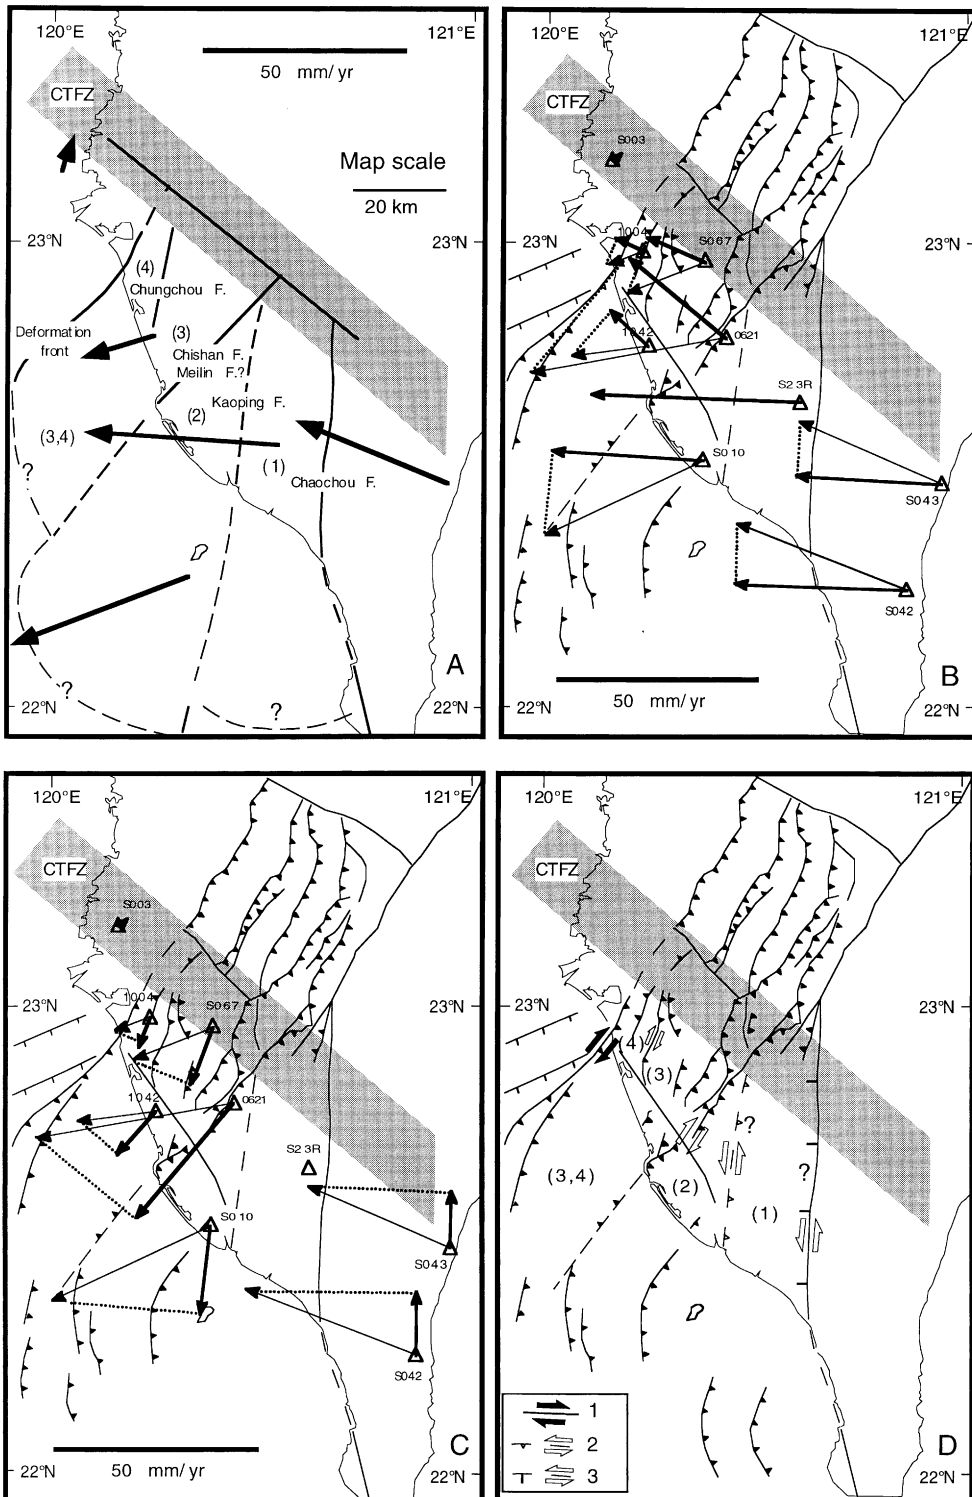 120°E
121°E
50 mm/yr
CTFZ
Map scale
20 km
23°N
(4)
Chungchou F.
Deformation
front
(3)
Chishan F.
Meilin F.?
(2)
Kaoping F.
(3,4)
(1)
Chaochou F.
?
A
?
?
22°N
120°E
121°E
CTFZ
S003
23°N
1004
S067
1042
0621
S23R
S010
S043
S042
50 mm/yr
B
22°N
120°E
121°E
CTFZ
S003
23°N
1004
S067
1042
0621
S23R
S010
S043
S042
50 mm/yr
C
22°N
120°E
121°E
CTFZ
23°N
(4)
(3)
?
?
(3,4)
(2)
(1)
1
2
3
D
22°N